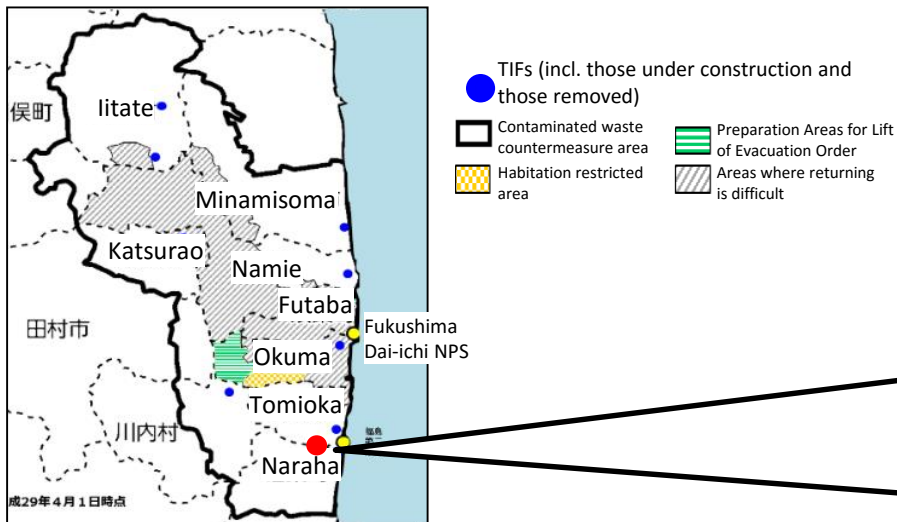 TIFs (incl. those under construction and
those removed)
Contaminated waste
countermeasure area
Preparation Areas for Lift
of Evacuation Order
Habitation restricted
area
Areas where returning
is difficult
俣町
Iitate
Minamisoma
Katsurao
Namie
Futaba
田村市
Fukushima
Dai-ichi NPS
Okuma
Tomioka
川内村
Naraha
成29年4月1日時点